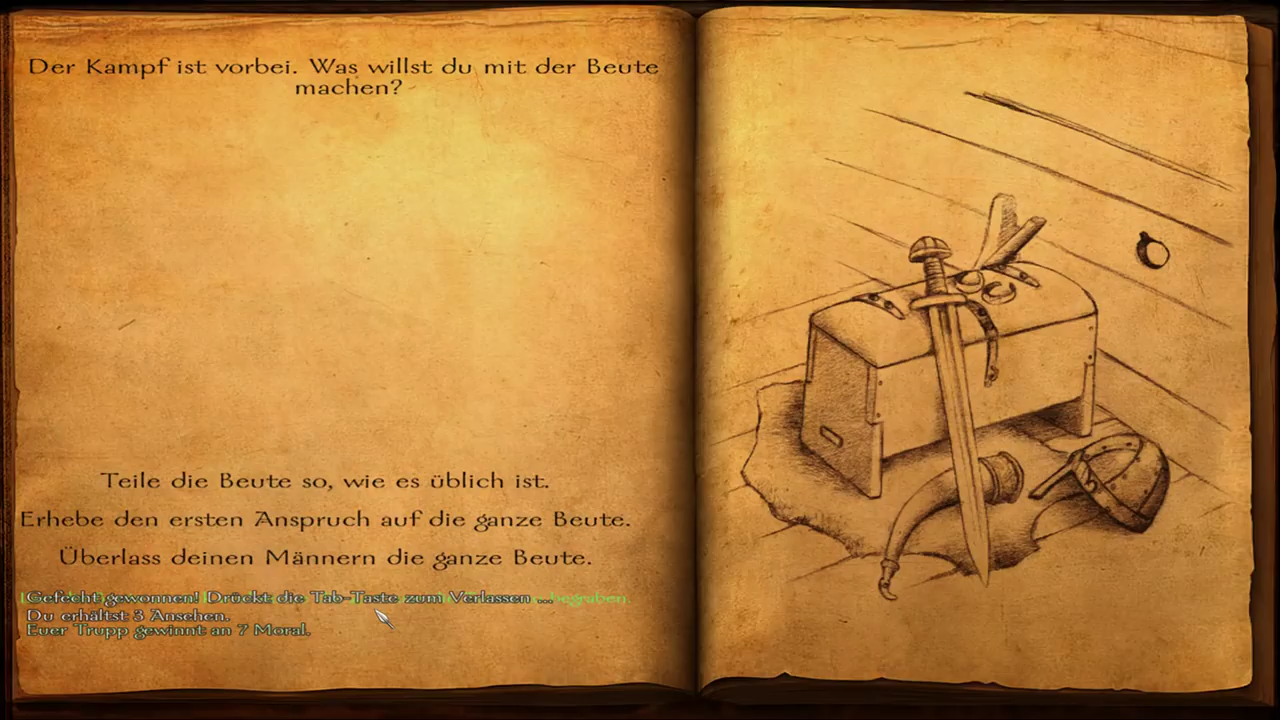 Der Kampf ist vorbei. Was willst du mit der Beute
machen?
Teile die Beute so, wie es üblich ist.
Erhebe den ersten Anspruch auf die ganze Beute.
Überlass deinen Männern die ganze Beute.
Gefecht gewonnen! Drückt die Tab-Taste zum Verlassen ... begraben.
Du erhältst 3 Ansehen.
Euer Trupp gewinnt an 7 Moral.